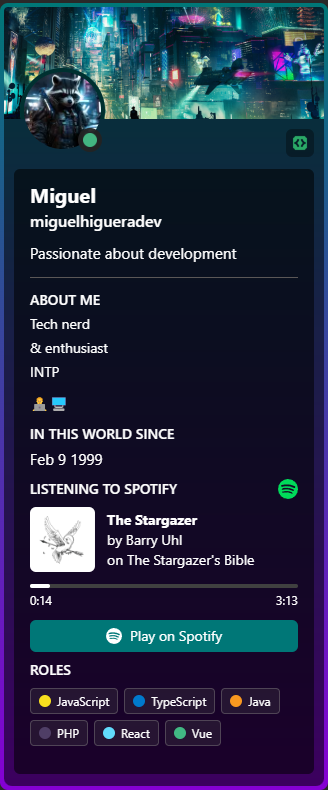 Miguel
miguelhigueradev
Passionate about development
ABOUT ME
Tech nerd
& enthusiast
INTP
IN THIS WORLD SINCE
Feb 9 1999
LISTENING TO SPOTIFY
The Stargazer
by Barry Uhl
on The Stargazer's Bible
0:14 3:13
Play on Spotify
ROLES
JavaScript TypeScript Java
PHP React Vue